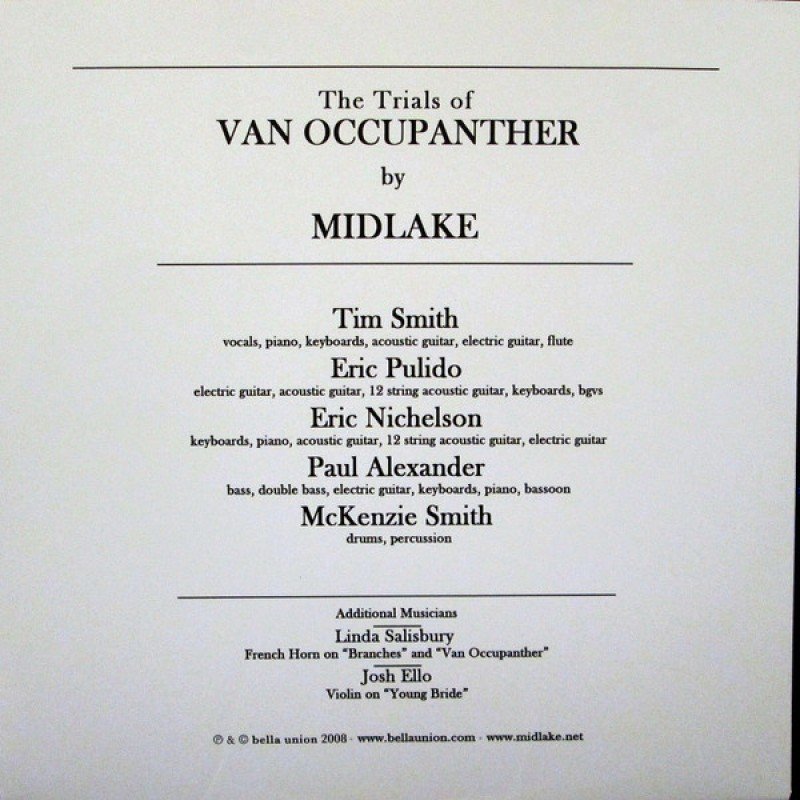 The Trials of
VAN OCCUPANTHER
by
MIDLAKE
Tim Smith
vocals, piano, keyboards, acoustic guitar, electric guitar, flute
Eric Pulido
electric guitar, acoustic guitar, 12 string acoustic guitar, keyboards, bgvs
Eric Nichelson
keyboards, piano, acoustic guitar, 12 string acoustic guitar, electric guitar
Paul Alexander
bass, double bass, electric guitar, keyboards, piano, bassoon
McKenzie Smith
drums, percussion
Additional Musicians
Linda Salisbury
French Horn on “Branches” and “Van Occupanther”
Josh Ello
Violin on “Young Bride”
℗ & © bella union 2008 · www.bellaunion.com · www.midlake.net